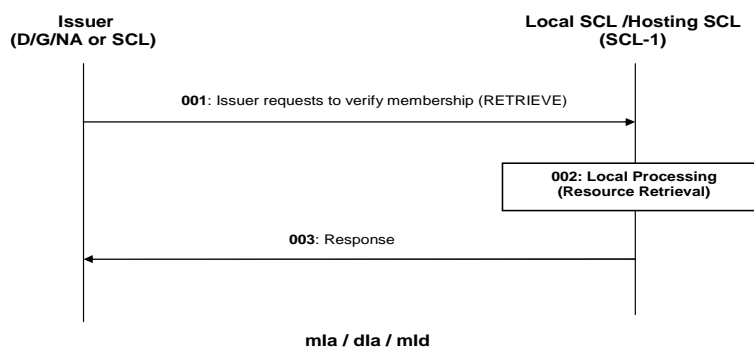 Issuer
(D/G/NA or SCL)
Local SCL /Hosting SCL
(SCL-1)
001: Issuer requests to verify membership (RETRIEVE)
002: Local Processing
(Resource Retrieval)
003: Response
mIa / dIa / mId